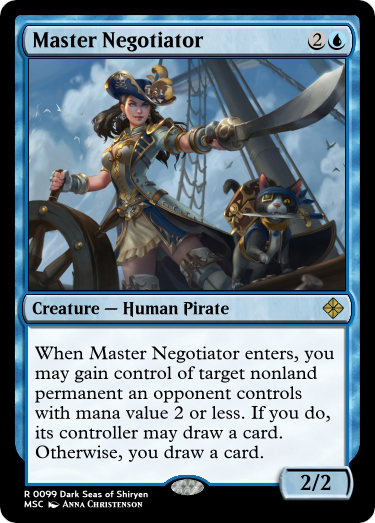 Master Negotiator 2
Creature — Human Pirate
When Master Negotiator enters, you
may gain control of target nonland
permanent an opponent controls
with mana value 2 or less. If you do,
its controller may draw a card.
Otherwise, you draw a card.
2/2
R 0099 Dark Seas of Shiryen
MSC Anna Christenson